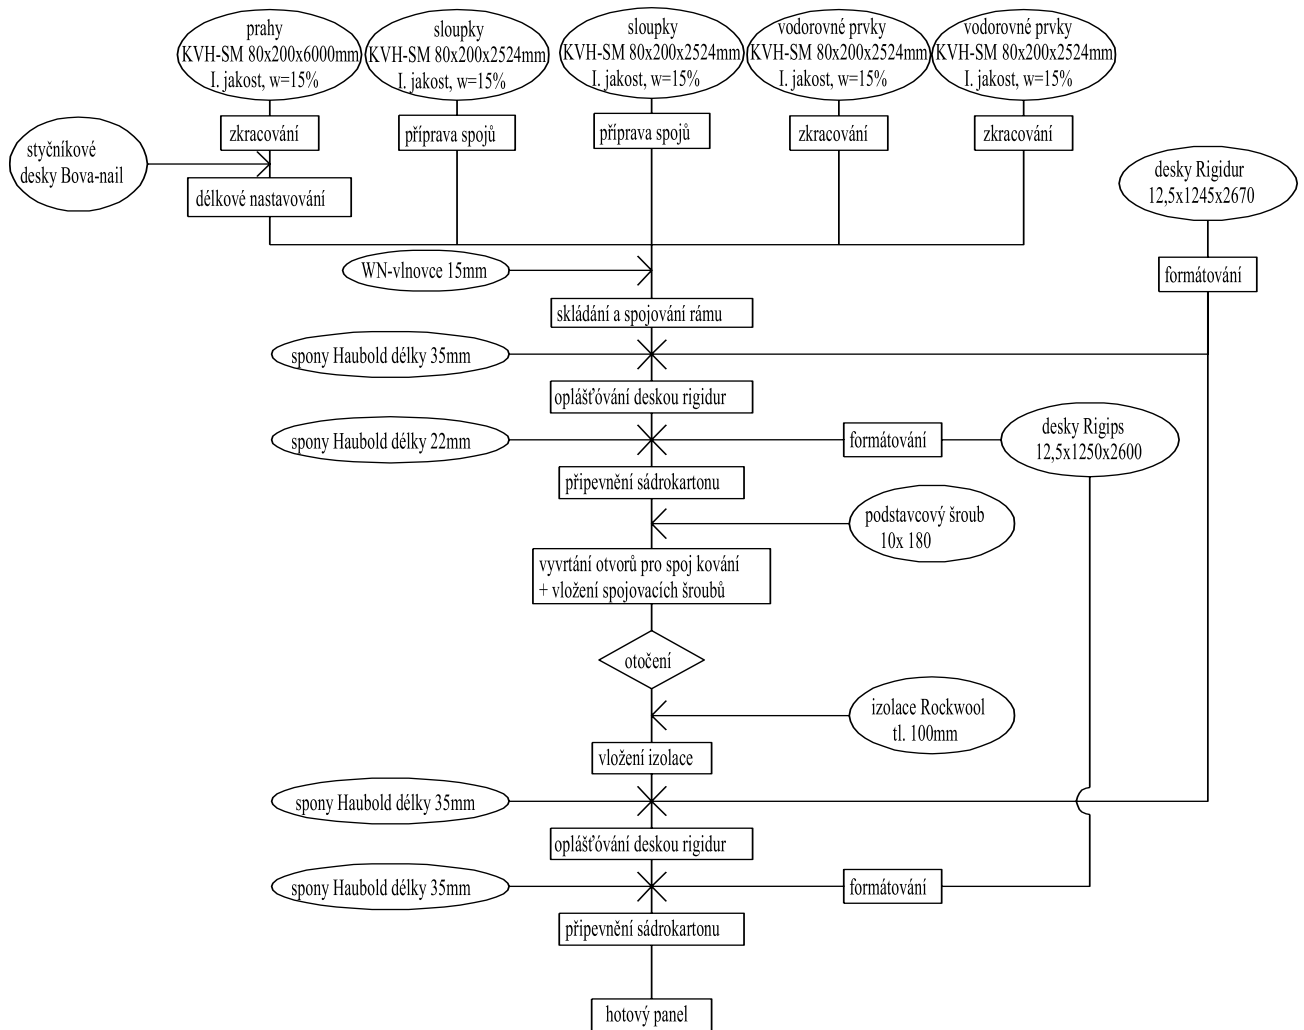 prahy
KVH-SM 80x200x6000mm
I. jakost, w=15%
sloupky
KVH-SM 80x200x2524mm
I. jakost, w=15%
sloupky
KVH-SM 80x200x2524mm
I. jakost, w=15%
vodorovné prvky
KVH-SM 80x200x2524mm
I. jakost, w=15%
vodorovné prvky
KVH-SM 80x200x2524mm
I. jakost, w=15%
zkracování
příprava spojů
příprava spojů
zkracování
zkracování
styčníkové
desky Bova-nail
délkové nastavování
desky Rigidur
12,5x1245x2670
formátování
WN-vlnovce 15mm
skládání a spojování rámu
spony Haubold délky 35mm
oplášťování deskou rigidur
spony Haubold délky 22mm
formátování
desky Rigips
12,5x1250x2600
připevnění sádrokartonu
podstavcový šroub
10x 180
vyvrtání otvorů pro spoj kování
+ vložení spojovacích šroubů
otočení
izolace Rockwool
tl. 100mm
vložení izolace
spony Haubold délky 35mm
oplášťování deskou rigidur
spony Haubold délky 35mm
formátování
připevnění sádrokartonu
hotový panel